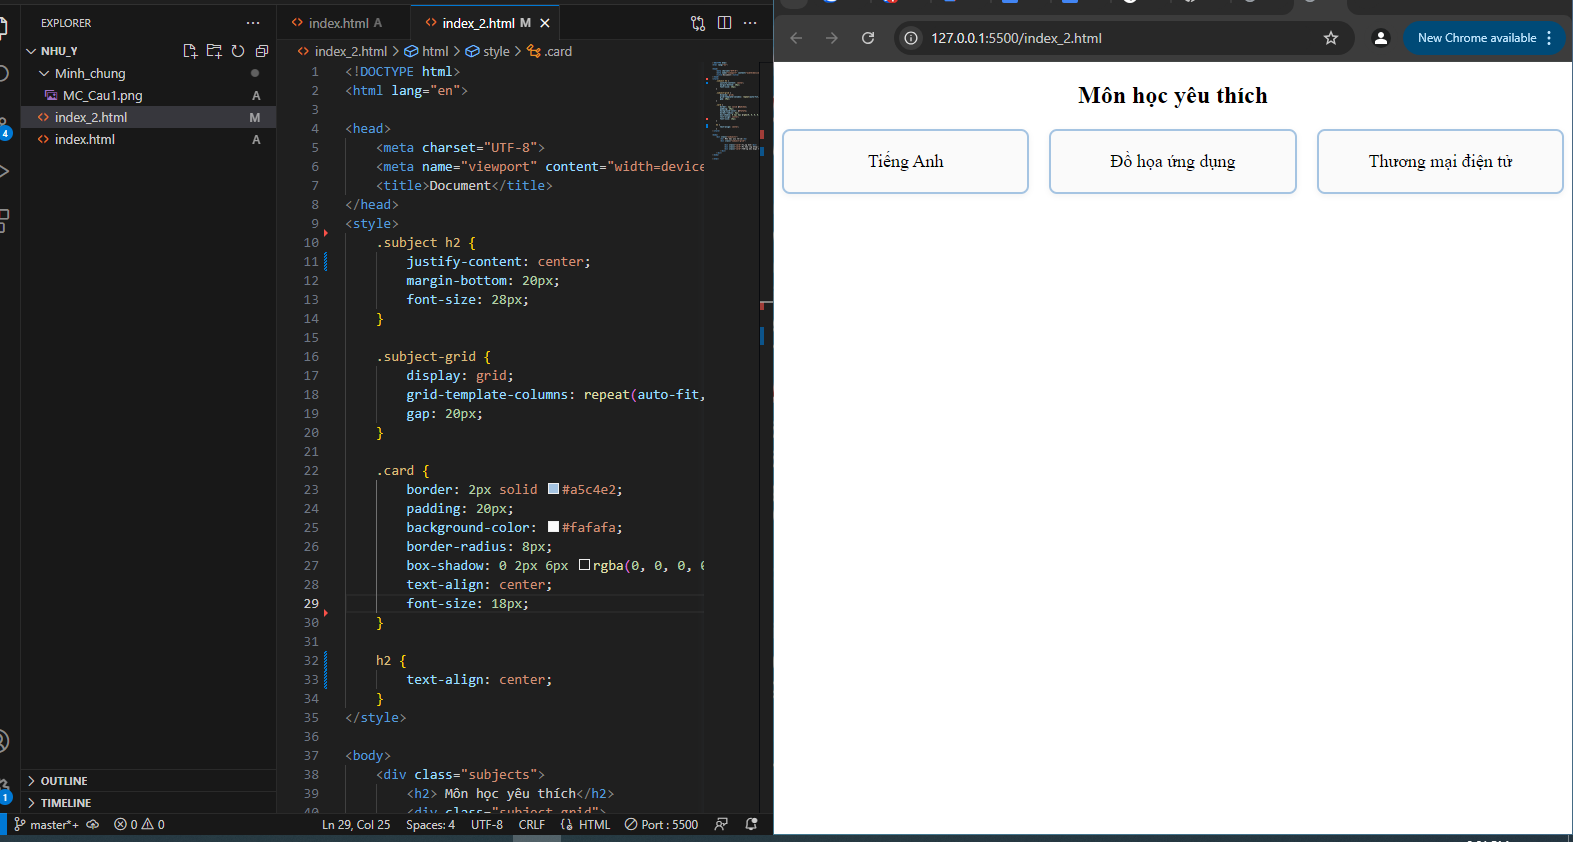 EXPLORER
NHU_Y
Minh_chung
MC_Cau1.png A
index_2.html M
index.html A
OUTLINE
TIMELINE
4
1
index.html A
index_2.html M
index_2.html > html > style > .card
1 <!DOCTYPE html>
2 <html lang="en">
3
4 <head>
5 <meta charset="UTF-8">
6 <meta name="viewport" content="width=device
7 <title>Document</title>
8 </head>
9 <style>
10 .subject h2 {
11 justify-content: center;
12 margin-bottom: 20px;
13 font-size: 28px;
14 }
15
16 .subject-grid {
17 display: grid;
18 grid-template-columns: repeat(auto-fit,
19 gap: 20px;
20 }
21
22 .card {
23 border: 2px solid #a5c4e2;
24 padding: 20px;
25 background-color: #fafafa;
26 border-radius: 8px;
27 box-shadow: 0 2px 6px rgba(0, 0, 0,
28 text-align: center;
29 font-size: 18px;
30 }
31
32 h2 {
33 text-align: center;
34 }
35 </style>
36
37 <body>
38 <div class="subjects">
39 <h2> Môn học yêu thích</h2>
40 <div class="subject-grid">
master*+ 0 0 Ln 29, Col 25 Spaces: 4 UTF-8 CRLF HTML Port : 5500
127.0.0.1:5500/index_2.html
New Chrome available
Môn học yêu thích
Tiếng Anh
Đồ họa ứng dụng
Thương mại điện tử